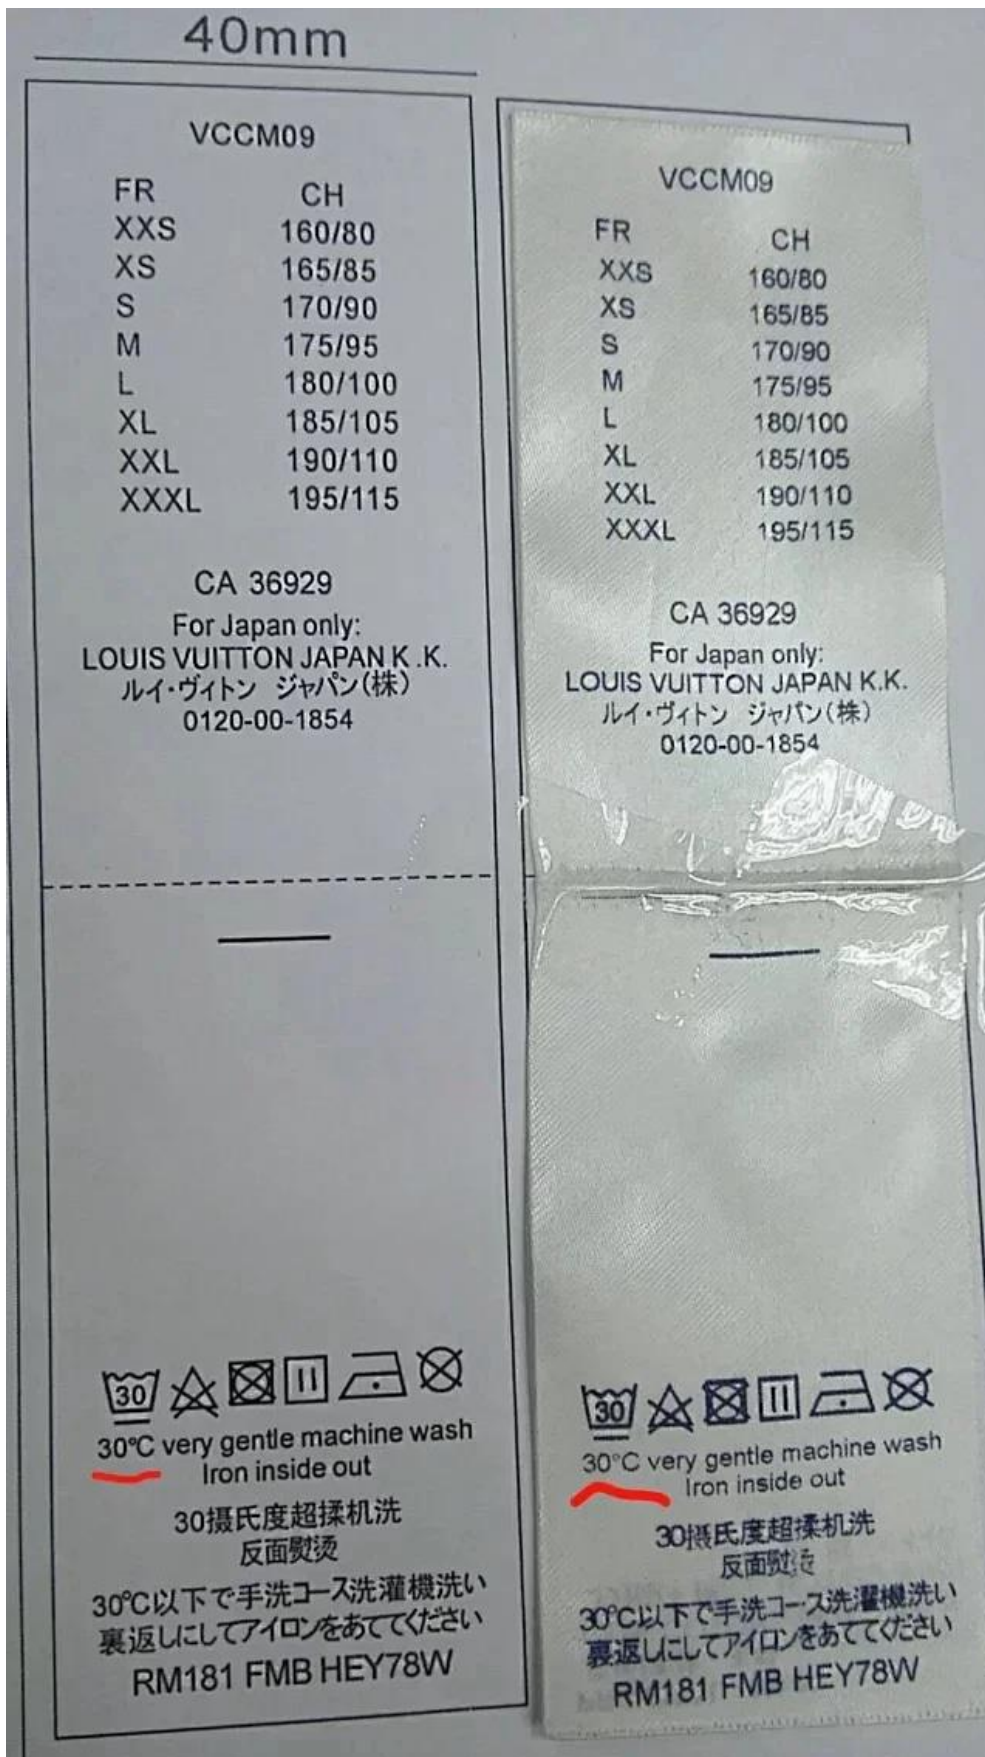 40mm
VCCM09
FR CH
XXS 160/80
XS 165/85
S 170/90
M 175/95
L 180/100
XL 185/105
XXL 190/110
XXXL 195/115
CA 36929
For Japan only:
LOUIS VUITTON JAPAN K .K.
ルイ・ヴィトン ジャパン(株)
0120-00-1854
30
30℃ very gentle machine wash
Iron inside out
30摄氏度超揉机洗
反面熨烫
30℃以下で手洗コース洗灌機洗い
裏返しにしてアイロンをあててください
RM181 FMB HEY78W
VCCM09
FR CH
XXS 160/80
XS 165/85
S 170/90
M 175/95
L 180/100
XL 185/105
XXL 190/110
XXXL 195/115
CA 36929
For Japan only:
LOUIS VUITTON JAPAN K.K.
ルイ・ヴィトン ジャパン(株)
0120-00-1854
30
30°C very gentle machine wash
Iron inside out
30摄氏度超揉机洗
反面熨烫
30℃以下で手洗コース洗濯機洗い
裏返しにしてアイロンをあててください
RM181 FMB HEY78W